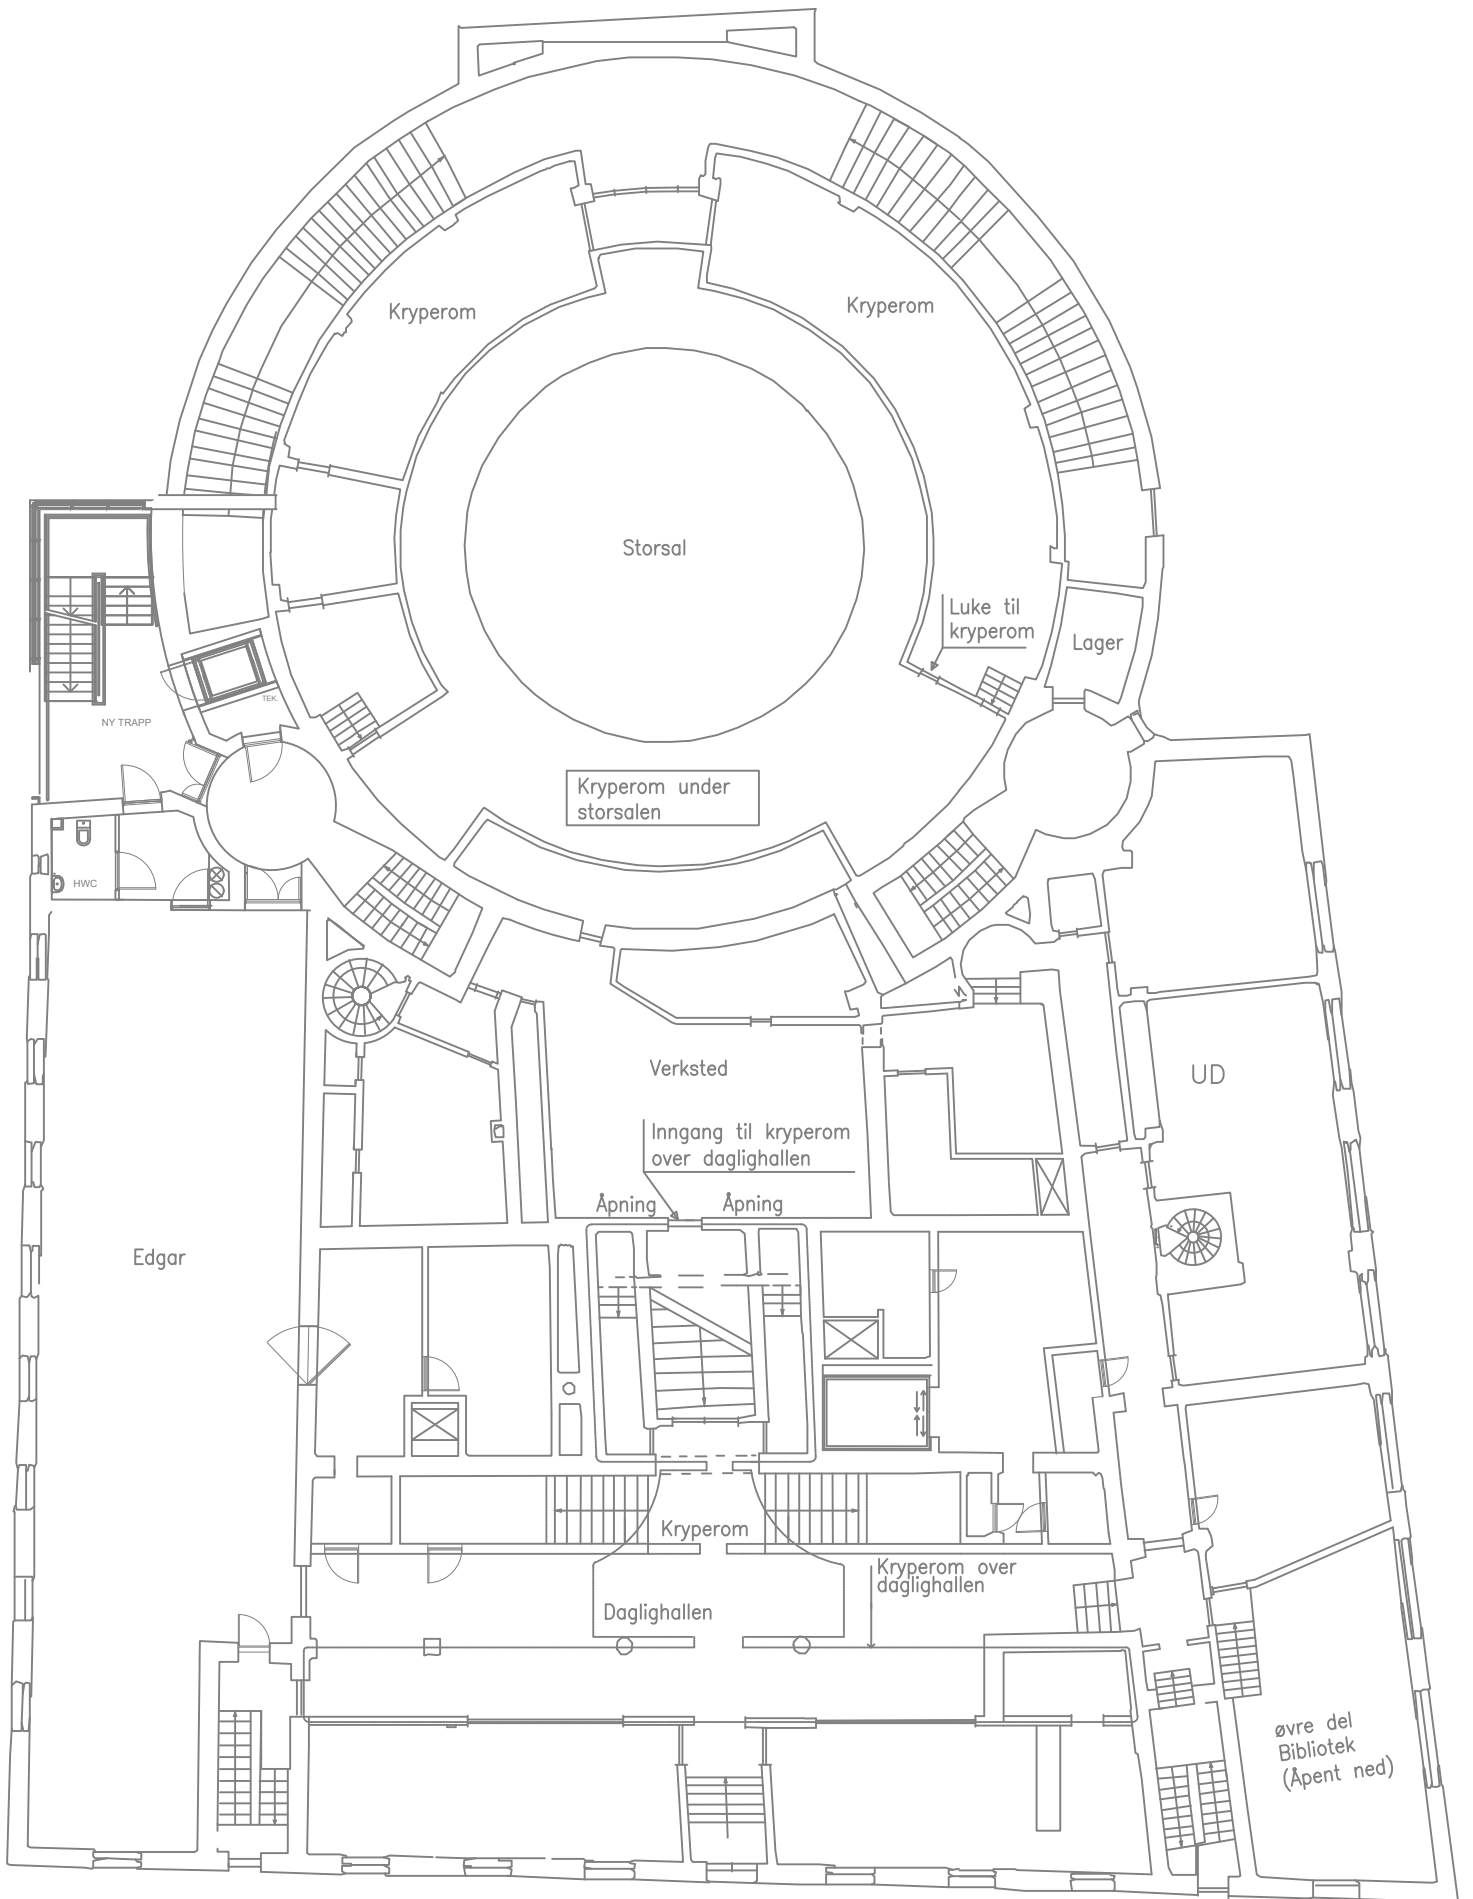 Kryperom
Kryperom
Storsal
Luke til
kryperom
Lager
TEK.
NY TRAPP
Kryperom under
storsalen
HWC
Verksted
UD
Inngang til kryperom
over daglighallen
Åpning
Åpning
Edgar
Kryperom
Kryperom over
daglighallen
Daglighallen
øvre del
Bibliotek
(Åpent ned)